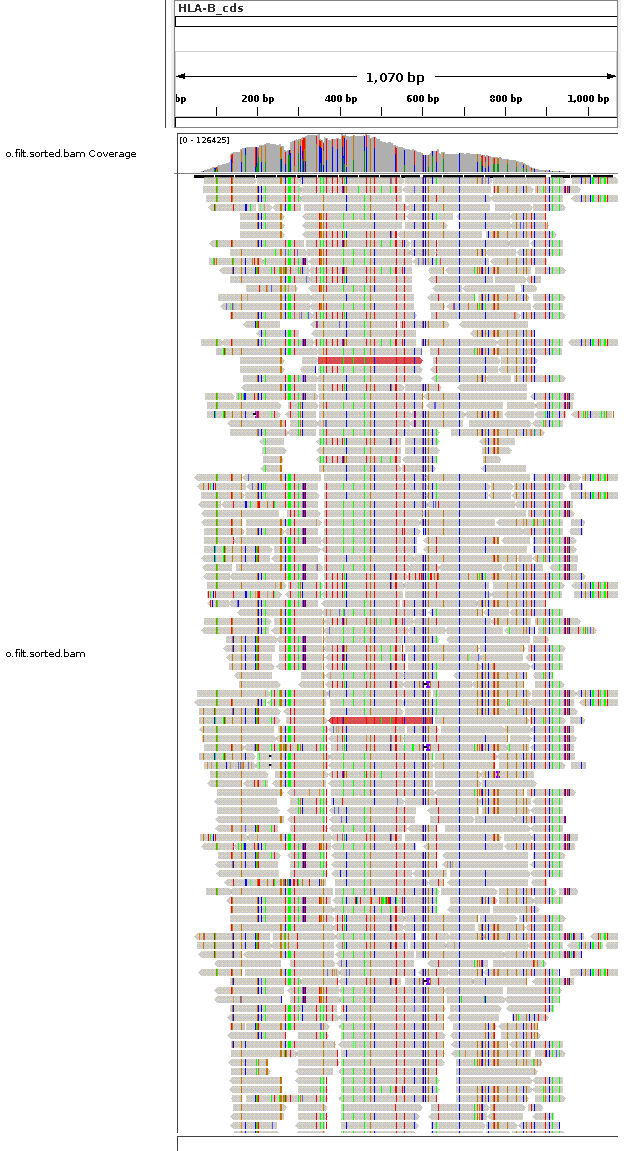 HLA-B_cds
1,070 bp
bp 200 bp 400 bp 600 bp 800 bp 1,000 bp
[0 - 126425]
o.filt.sorted.bam Coverage
o.filt.sorted.bam